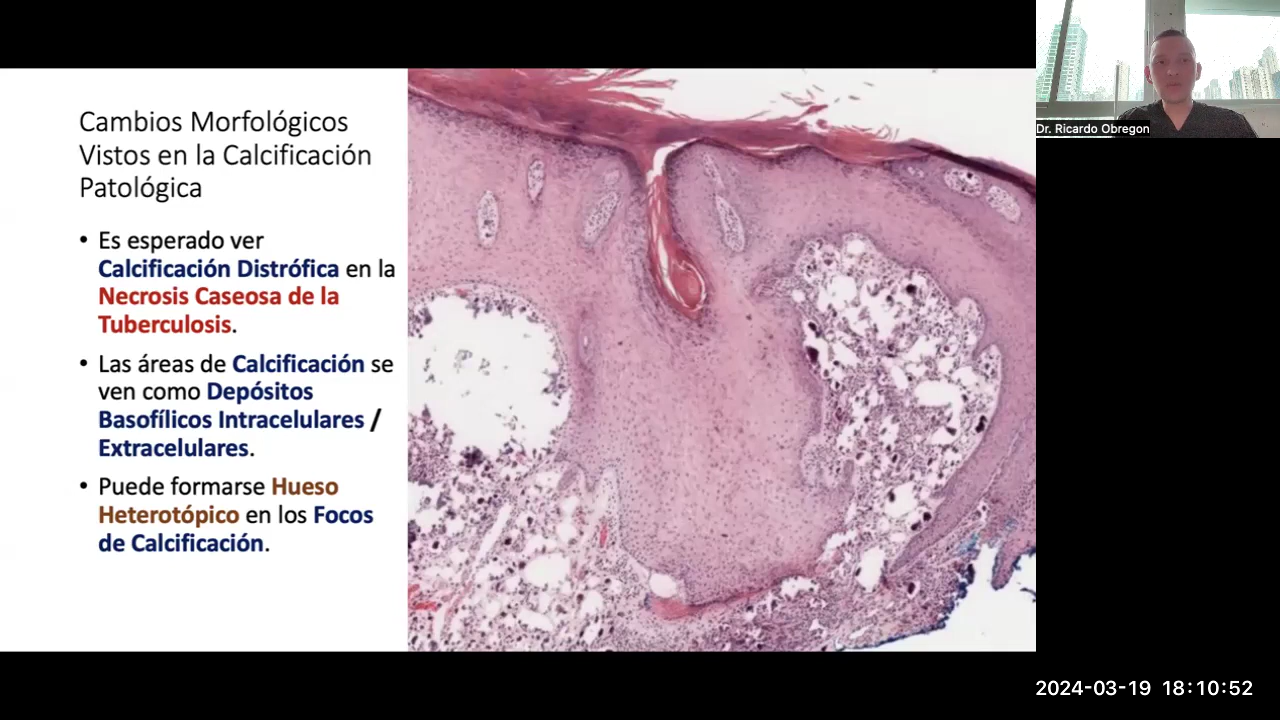 Cambios Morfológicos
Vistos en la Calcificación
Patológica
• Es esperado ver
Calcificación Distrófica en la
Necrosis Caseosa de la
Tuberculosis.
• Las áreas de Calcificación se
ven como Depósitos
Basofílicos Intracelulares /
Extracelulares.
• Puede formarse Hueso
Heterotópico en los Focos
de Calcificación.
Dr. Ricardo Obregon
2024-03-19 18:10:52